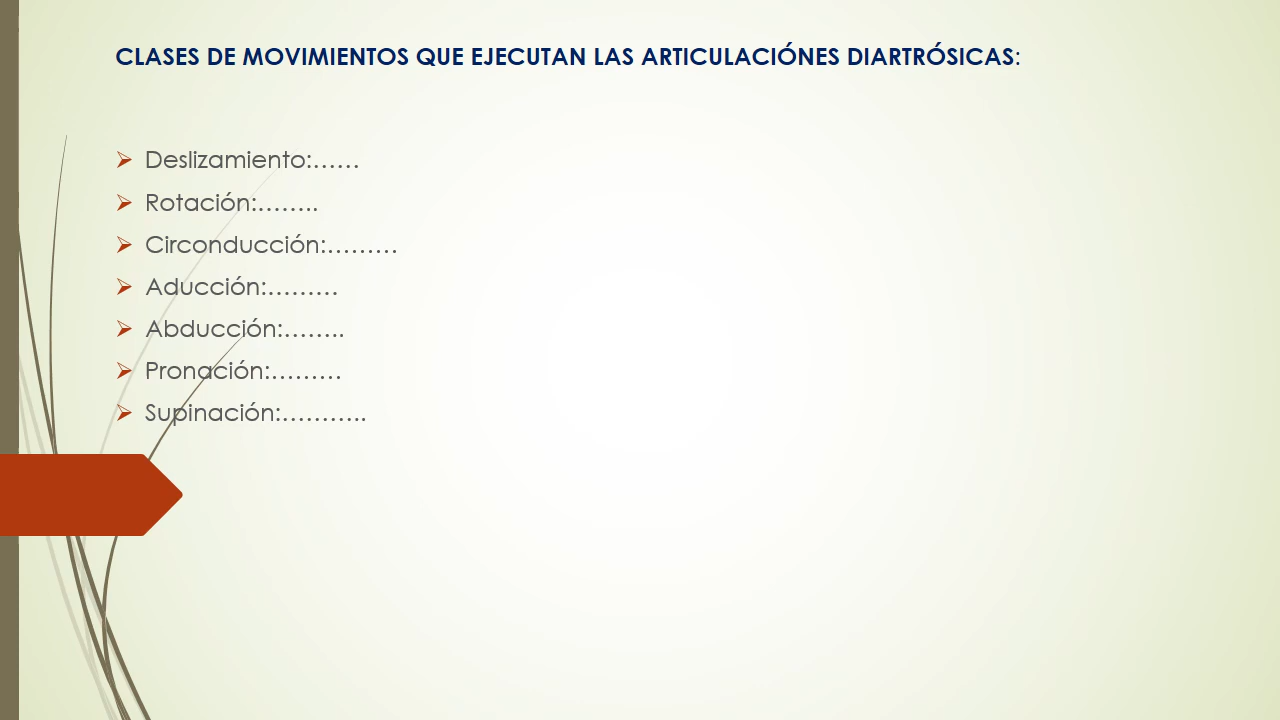 CLASES DE MOVIMIENTOS QUE EJECUTAN LAS ARTICULACIÓNES DIARTRÓSICAS:
Deslizamiento:......
Rotación:........
Circonducción:.........
Aducción:.........
Abducción:........
Pronación:.........
Supinación:...........